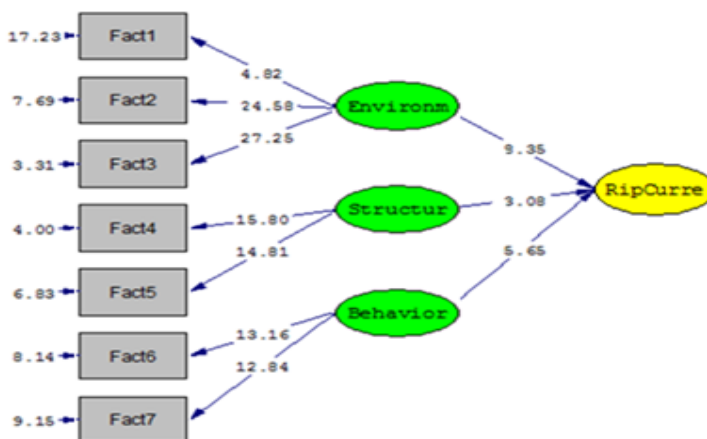 17.23 Fact1
4.82
7.69 Fact2 24.58 Environm
27.25 9.35
3.31 Fact3
RipCurre
4.00 Fact4 15.80 Structur 3.08
14.81
6.83 Fact5 5.65
Behavior
8.14 Fact6 13.16
12.84
9.15 Fact7